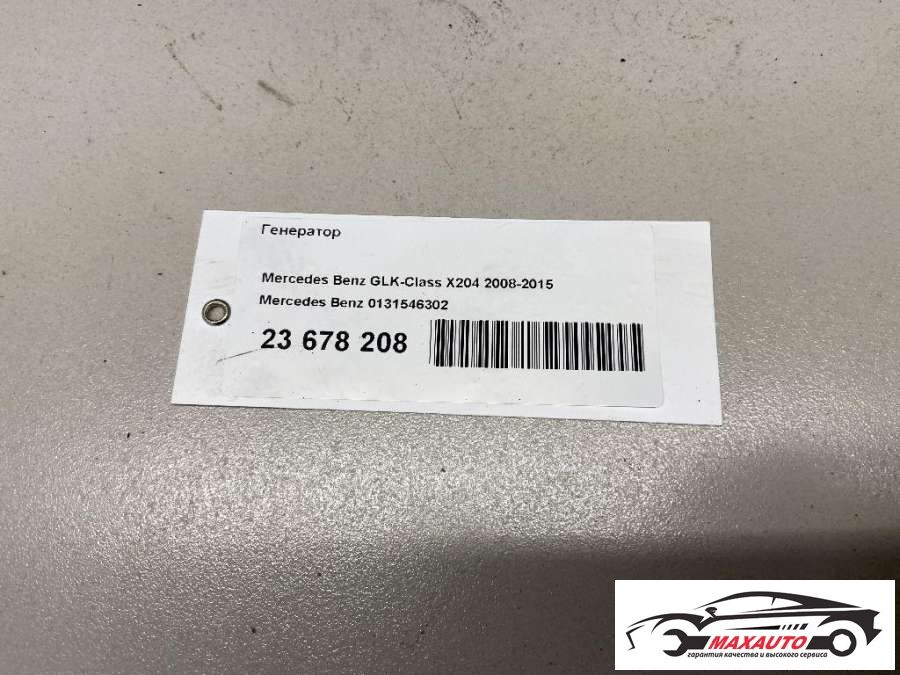 Генератор
Mercedes Benz GLK-Class X204 2008-2015
Mercedes Benz 0131546302
23 678 208
MAXAUTO
гарантия качества и высокого сервиса